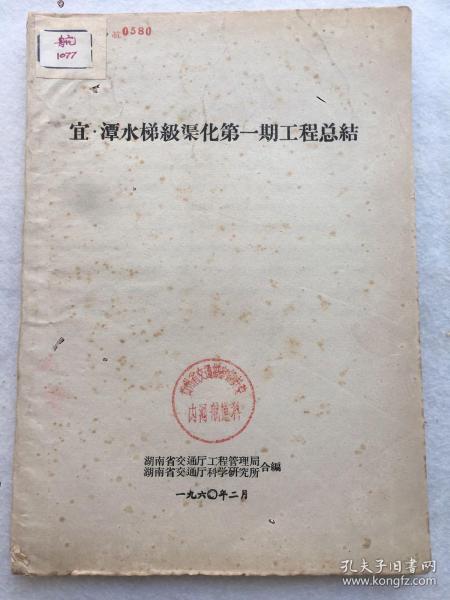 航
1077
0580
宜·潭水梯級渠化第一期工程总結
内河航道科
湖南省交通厅工程管理局
湖南省交通厅科学研究所
合編
一九六〇年二月
孔夫子旧书网
www.kongfz.com